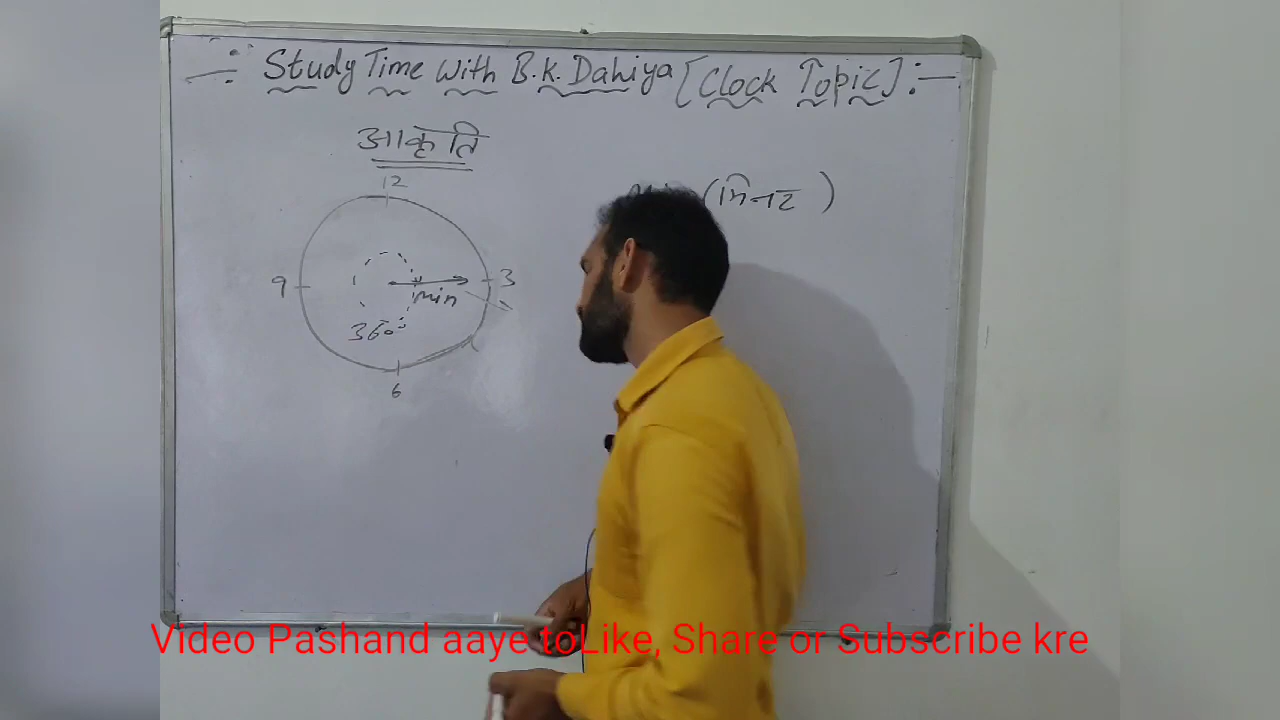 Study Time with B.K. Dahiya [Clock Topic] :-
आकृति
12
(मिनट)
9
3
min
360°
6
Video Pashand aaye toLike, Share or Subscribe kre